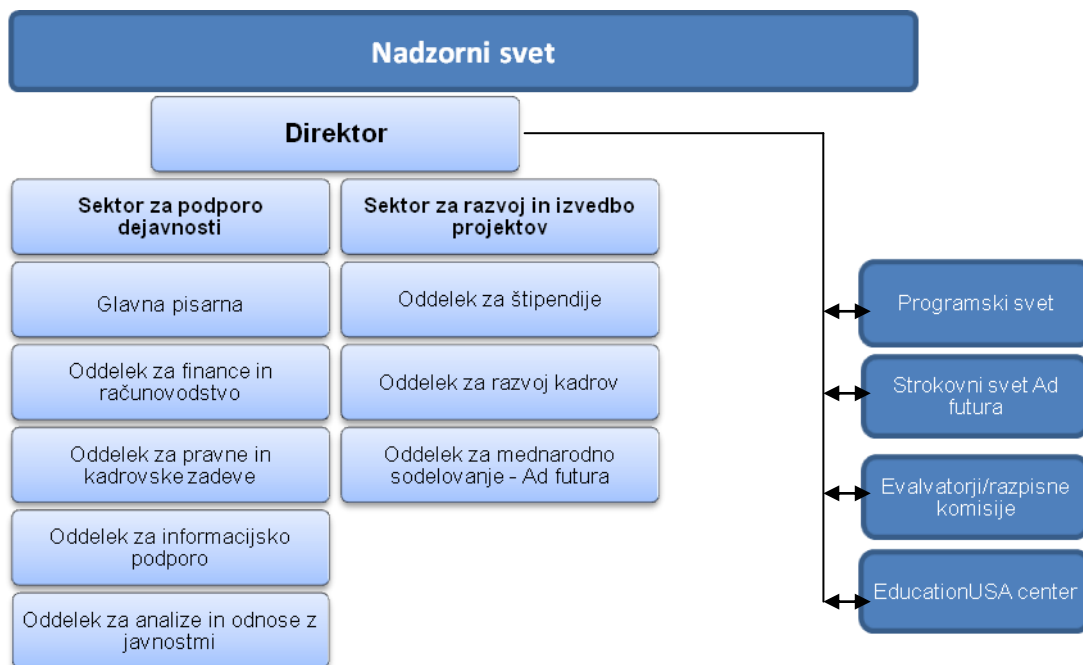 Nadzorni svet
Direktor
Sektor za podporo
dejavnosti
Glavna pisarna
Oddelek za finance in
računovodstvo
Oddelek za pravne in
kadrovske zadeve
Oddelek za informacijsko
podporo
Oddelek za analize in odnose z
javnostmi
Sektor za razvoj in izvedbo
projektov
Oddelek za štipendije
Oddelek za razvoj kadrov
Oddelek za mednarodno
sodelovanje - Ad futura
Programski svet
Strokovni svet Ad
futura
Evalvatorji/razpisne
komisije
EducationUSA center